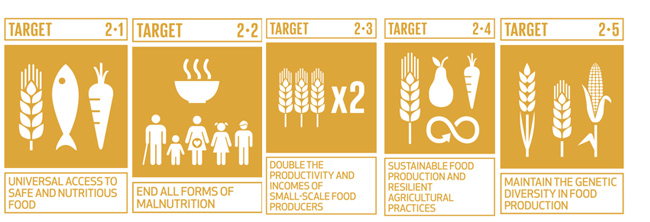 TARGET 2·1
UNIVERSAL ACCESS TO
SAFE AND NUTRITIOUS
FOOD
TARGET 2·2
END ALL FORMS OF
MALNUTRITION
TARGET 2·3
x2
DOUBLE THE
PRODUCTIVITY AND
INCOMES OF
SMALL-SCALE FOOD
PRODUCERS
TARGET 2·4
SUSTAINABLE FOOD
PRODUCTION AND
RESILIENT
AGRICULTURAL
PRACTICES
TARGET 2·5
MAINTAIN THE GENETIC
DIVERSITY IN FOOD
PRODUCTION